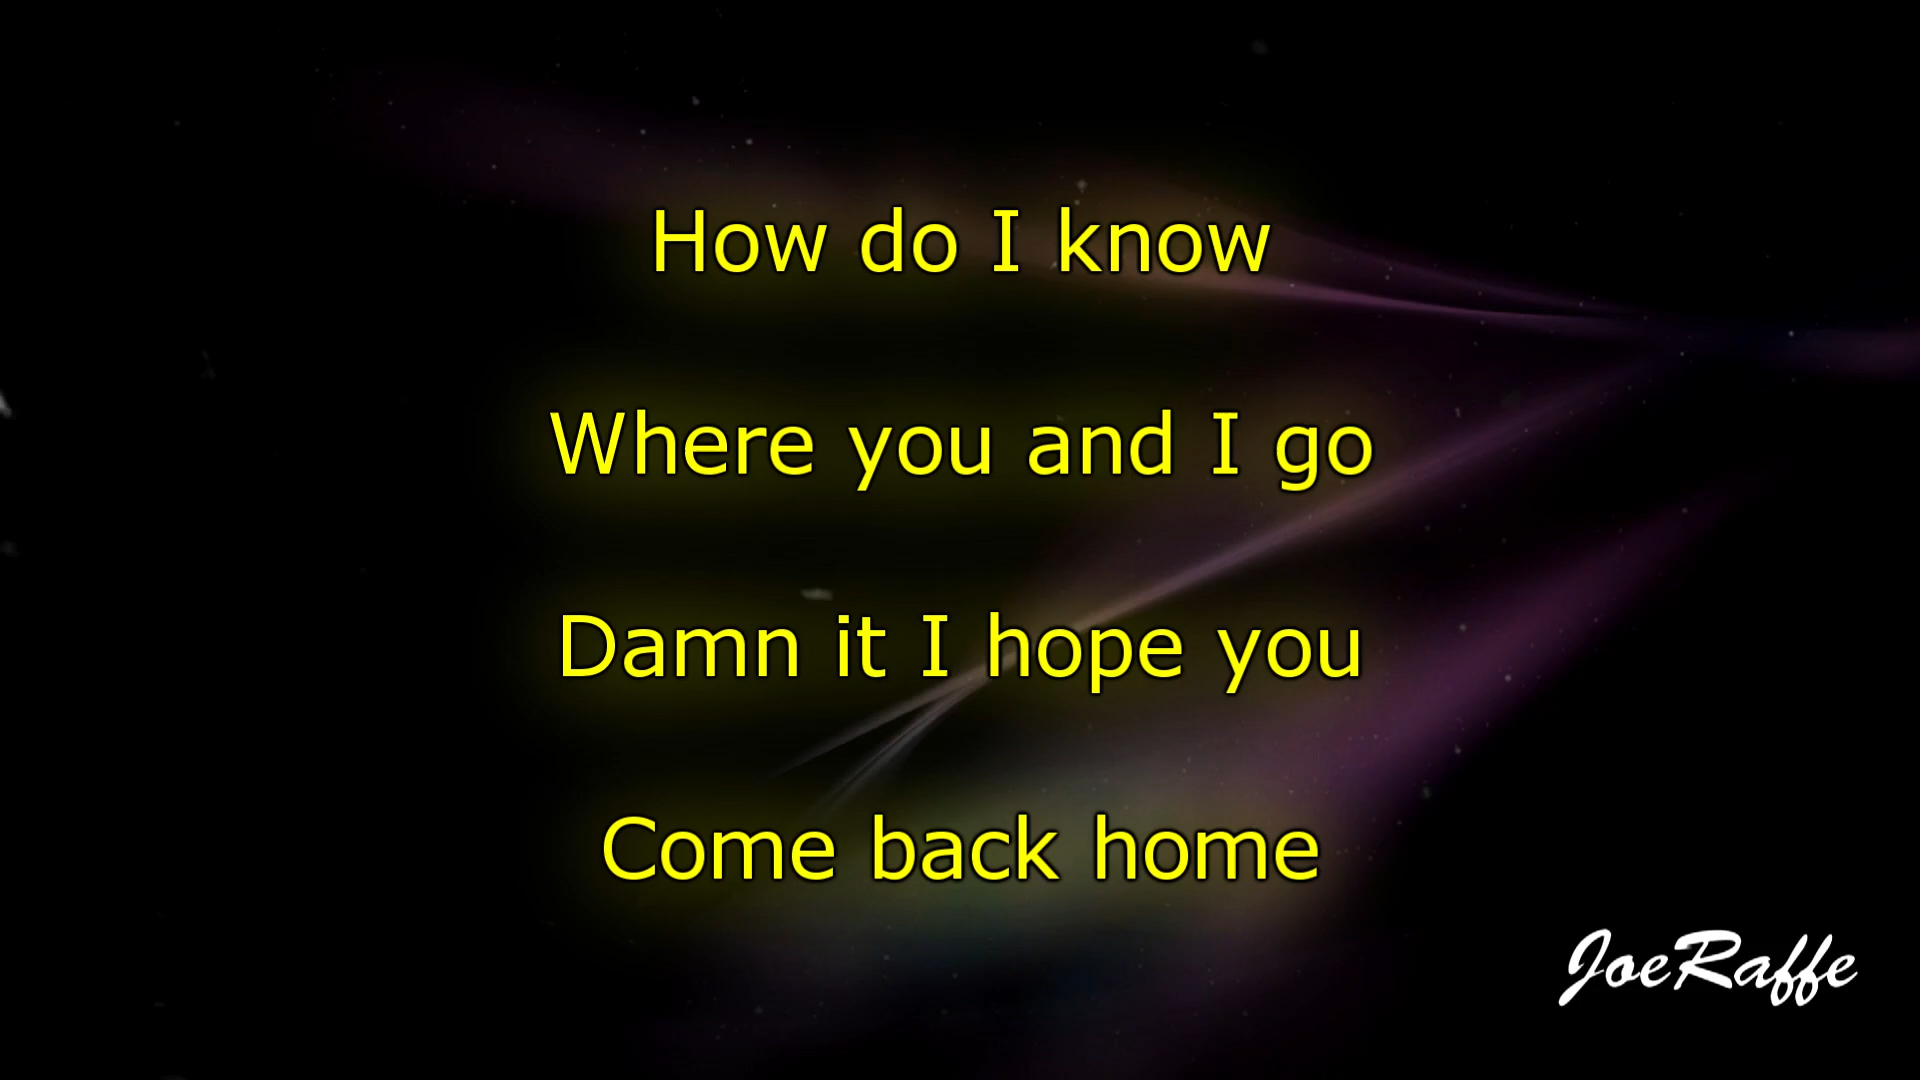 How do I know
Where you and I go
Damn it I hope you
Come back home
JoeRaffe